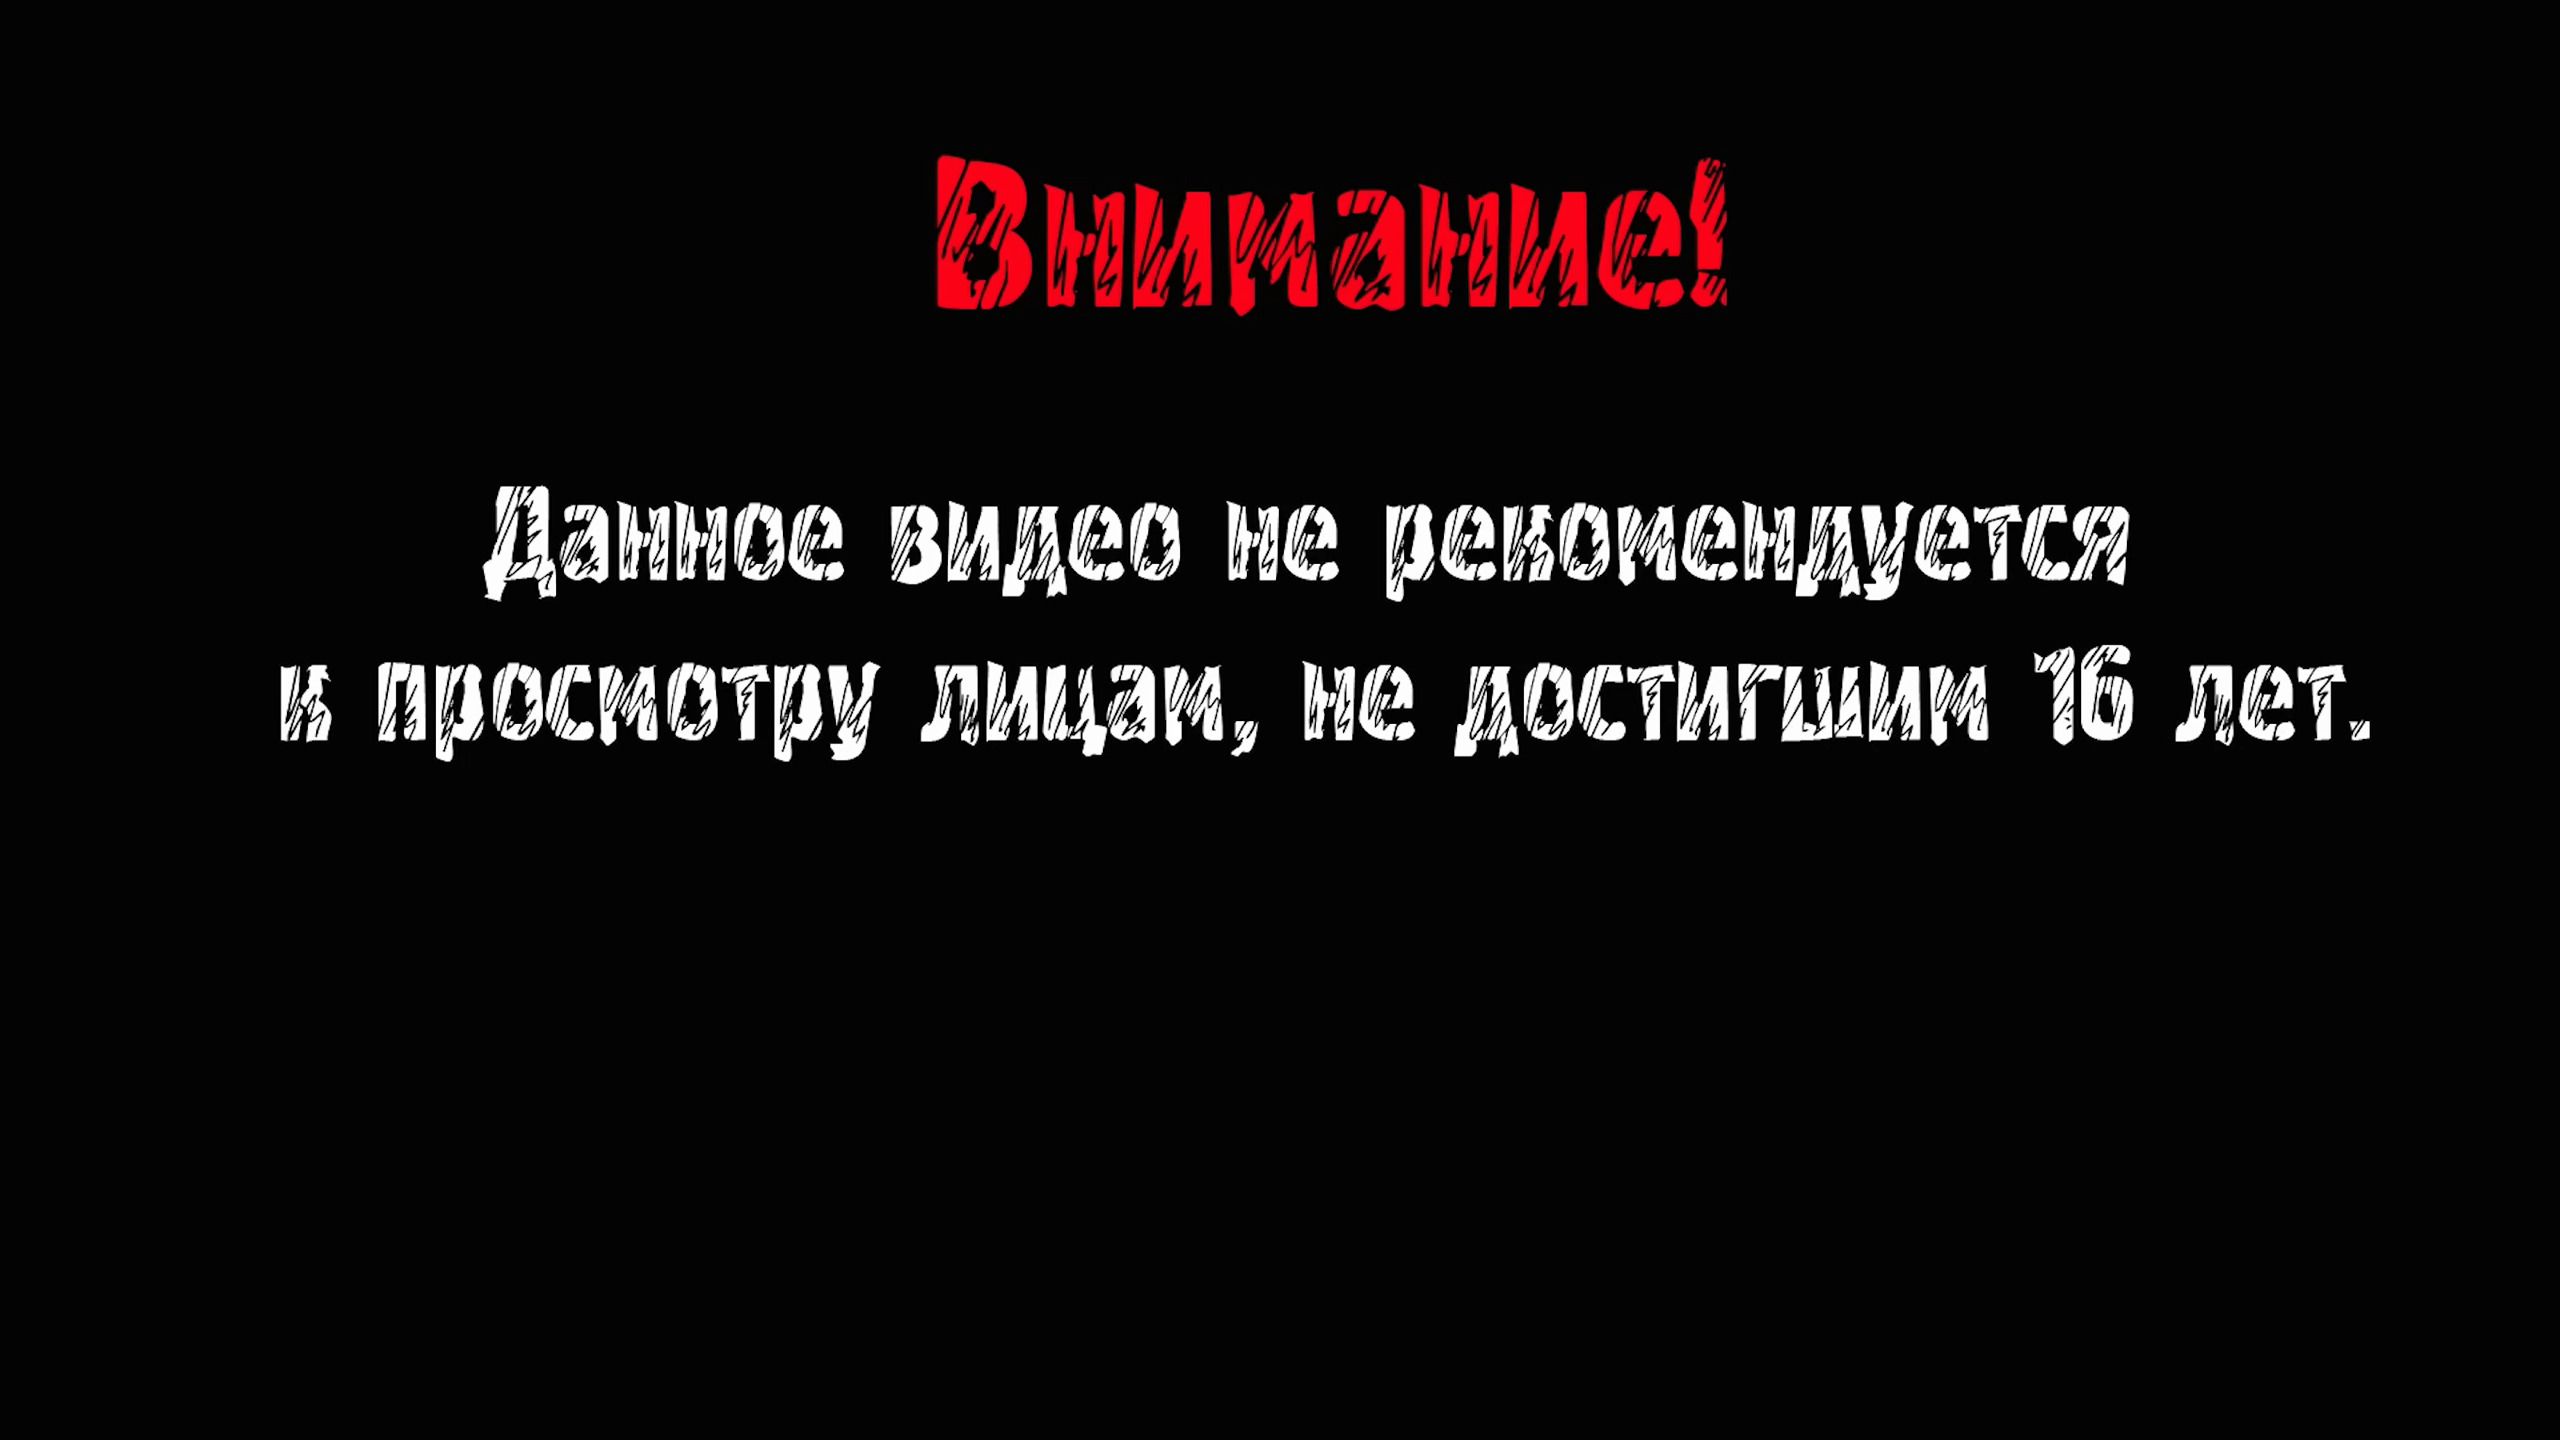 Внимание!
Данное видео не рекомендуется
к просмотру лицам, не достигшим 16 лет.